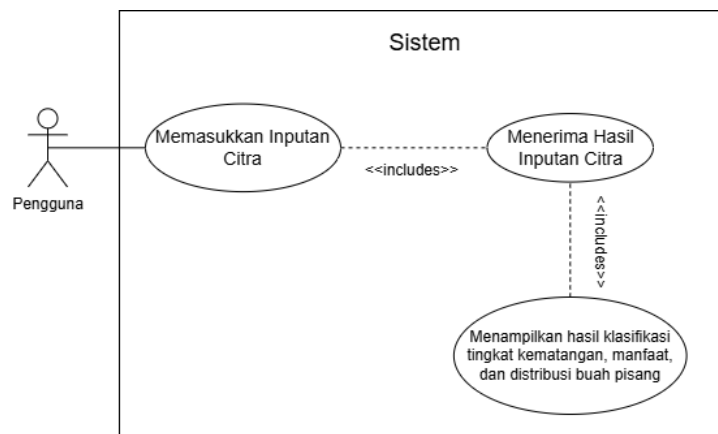 Sistem
Pengguna
Memasukkan Inputan
Citra
<<includes>>
Menerima Hasil
Inputan Citra
<<includes>>
Menampilkan hasil klasifikasi
tingkat kematangan, manfaat,
dan distribusi buah pisang